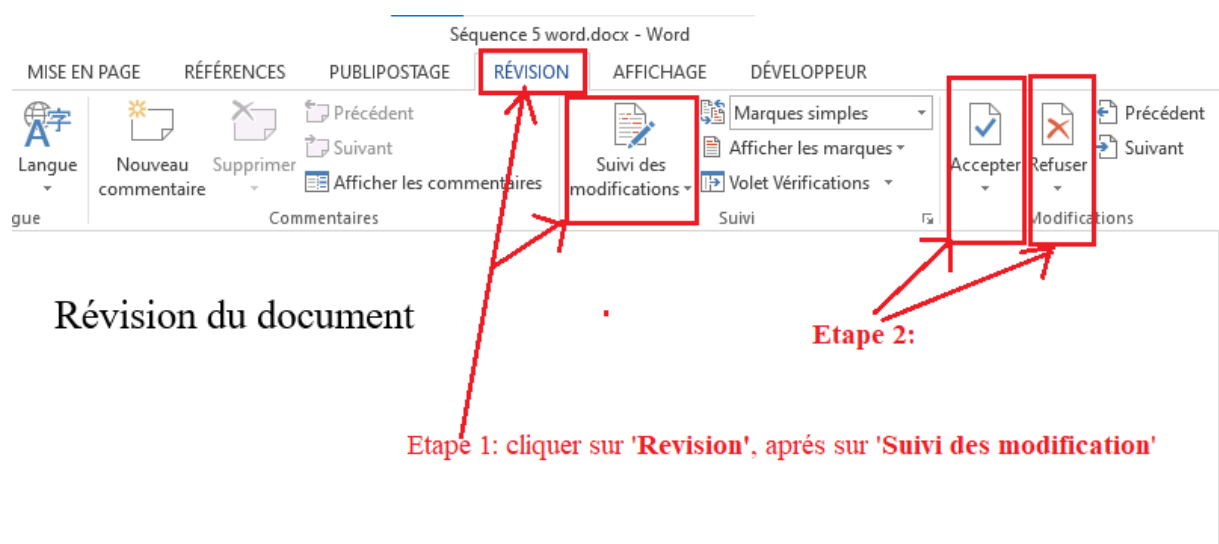 Séquence 5 word.docx - Word
MISE EN PAGE RÉFÉRENCES PUBLIPOSTAGE RÉVISION AFFICHAGE DÉVELOPPEUR
Langue
Nouveau commentaire
Supprimer
Précédent
Suivant
Afficher les commentaires
Suivi des modifications
Marques simples
Afficher les marques
Volet Vérifications
Accepter
Refuser
Précédent
Suivant
gue
Commentaires
Suivi
Modifications
Révision du document
Etape 2:
Etape 1: cliquer sur 'Revision', aprés sur 'Suivi des modification'